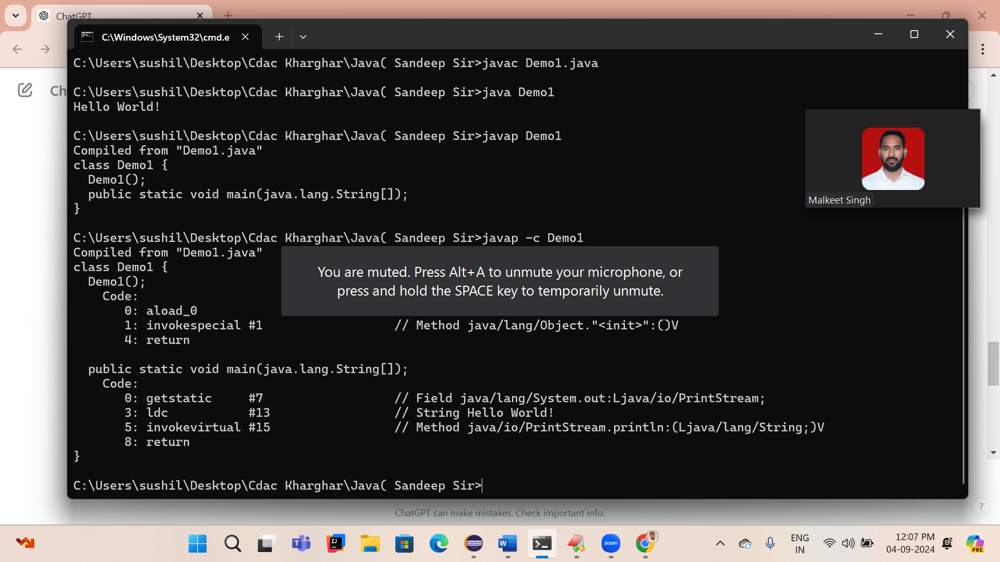 ChatGPT
C:\Windows\System32\cmd.e
C:\Users\sushil\Desktop\Cdac Kharghar\Java( Sandeep Sir>javac Demo1.java
Ch
C:\Users\sushil\Desktop\Cdac Kharghar\Java( Sandeep Sir>java Demo1
Hello World!
C:\Users\sushil\Desktop\Cdac Kharghar\Java( Sandeep Sir>javap Demo1
Compiled from "Demo1.java"
class Demo1 {
  Demo1();
  public static void main(java.lang.String[]);
}
Malkeet Singh
C:\Users\sushil\Desktop\Cdac Kharghar\Java( Sandeep Sir>javap -c Demo1
Compiled from "Demo1.java"
class Demo1 {
  Demo1();
    Code:
       0: aload_0
       1: invokespecial #1                  // Method java/lang/Object."<init>":()V
       4: return
You are muted. Press Alt+A to unmute your microphone, or
press and hold the SPACE key to temporarily unmute.
  public static void main(java.lang.String[]);
    Code:
       0: getstatic     #7                  // Field java/lang/System.out:Ljava/io/PrintStream;
       3: ldc           #13                 // String Hello World!
       5: invokevirtual #15                 // Method java/io/PrintStream.println:(Ljava/lang/String;)V
       8: return
}
C:\Users\sushil\Desktop\Cdac Kharghar\Java( Sandeep Sir>
ChatGPT can make mistakes. Check important info.
?
zoom
ENG
IN
12:07 PM
04-09-2024
PRE